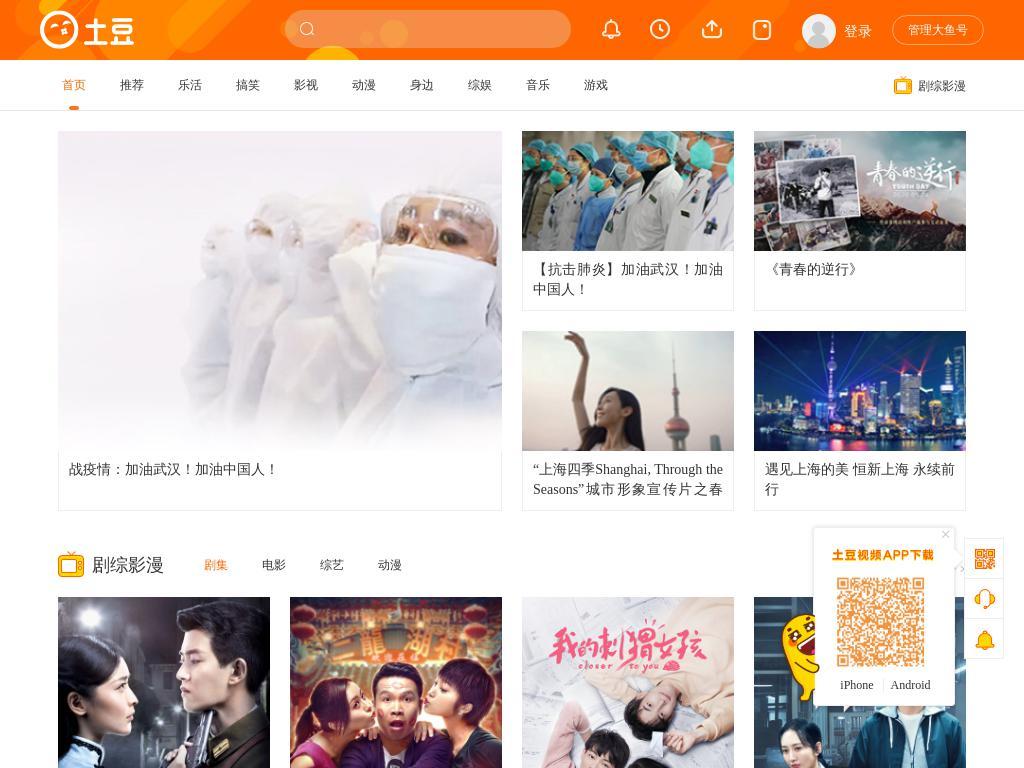 土豆
登录
管理大鱼号
首页
推荐
乐活
搞笑
影视
动漫
身边
综娱
音乐
游戏
剧综影漫
青春的逆行
YOUTH DAY
【抗击肺炎】加油武汉！加油
中国人！
《青春的逆行》
战疫情：加油武汉！加油中国人！
“上海四季Shanghai, Through the
Seasons”城市形象宣传片之春
遇见上海的美 恒新上海 永续前
行
土豆视频APP下载
iPhone
Android
剧综影漫
剧集
电影
综艺
动漫
二龍湖村
我的刺猬女孩
closer to you